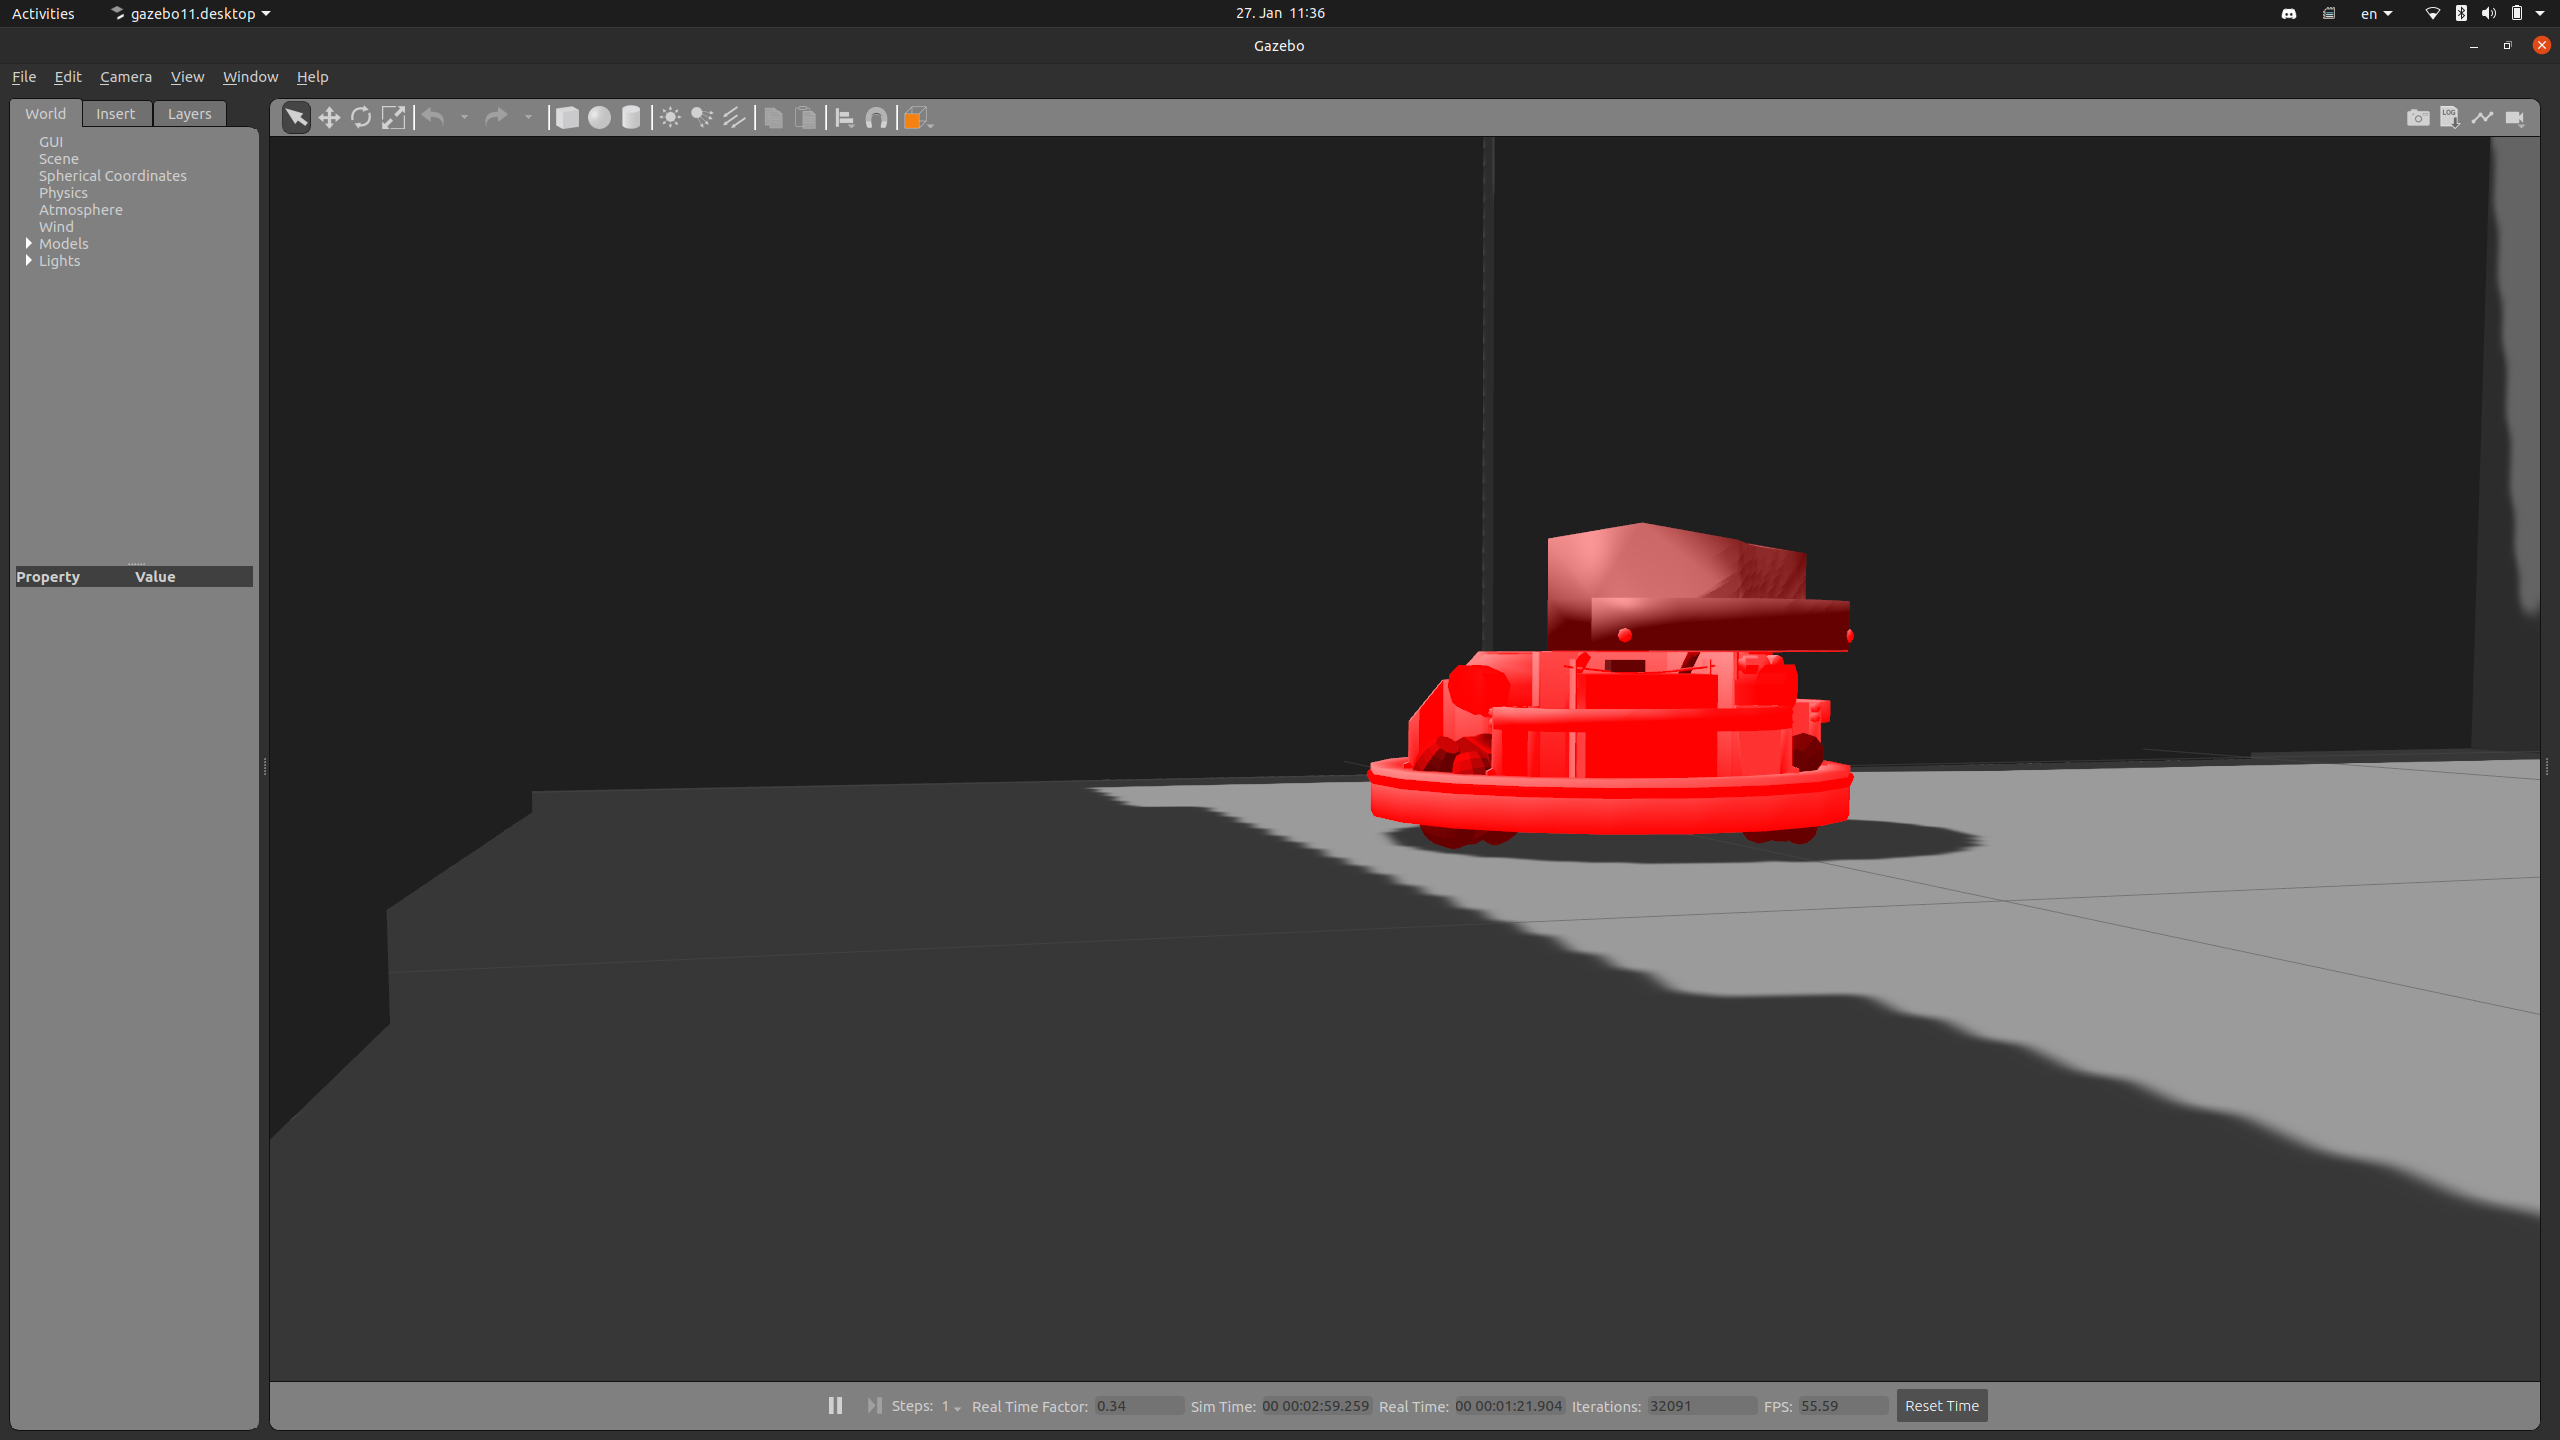 Activities gazebo11.desktop 27. Jan 11:36 en
Gazebo
File Edit Camera View Window Help
World Insert Layers
LOG
GUI
Scene
Spherical Coordinates
Physics
Atmosphere
Wind
Models
Lights
Property Value
Steps: 1 Real Time Factor: 0.34 Sim Time: 00 00:02:59.259 Real Time: 00 00:01:21.904 Iterations: 32091 FPS: 55.59 Reset Time